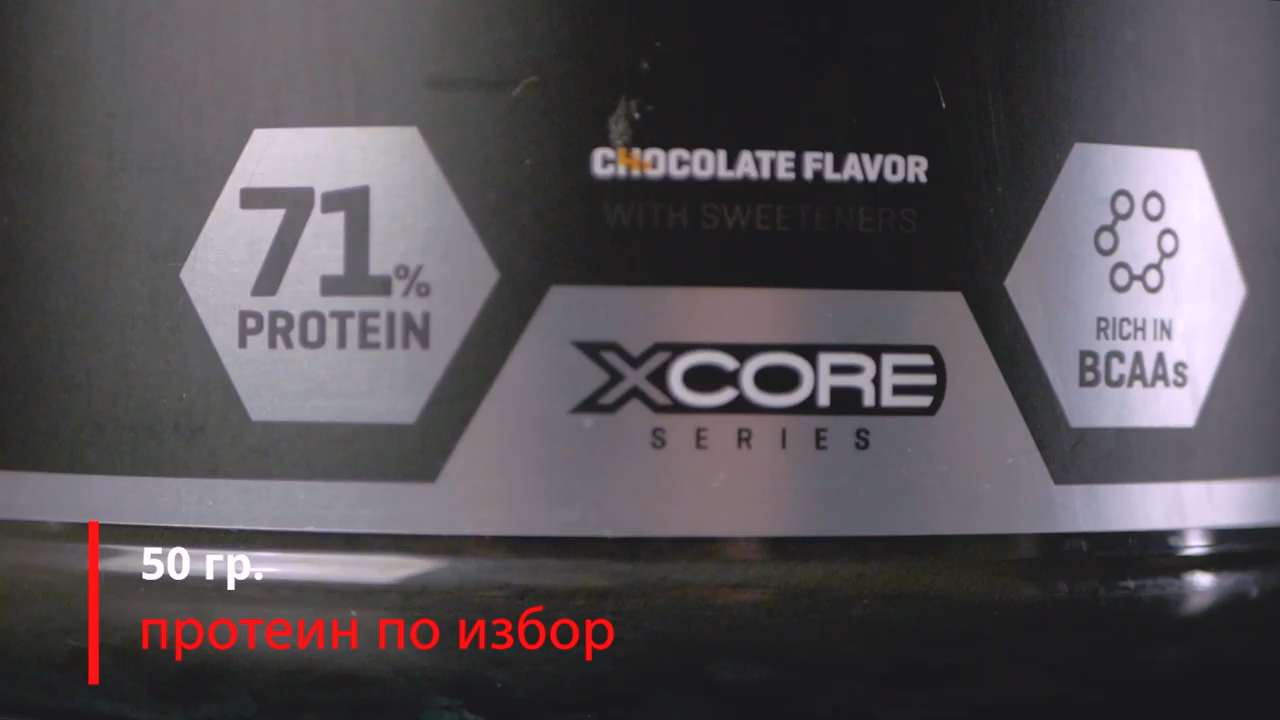 71%
PROTEIN
CHOCOLATE FLAVOR
WITH SWEETENERS
XCORE
SERIES
RICH IN
BCAAs
50 гр.
протеин по избор